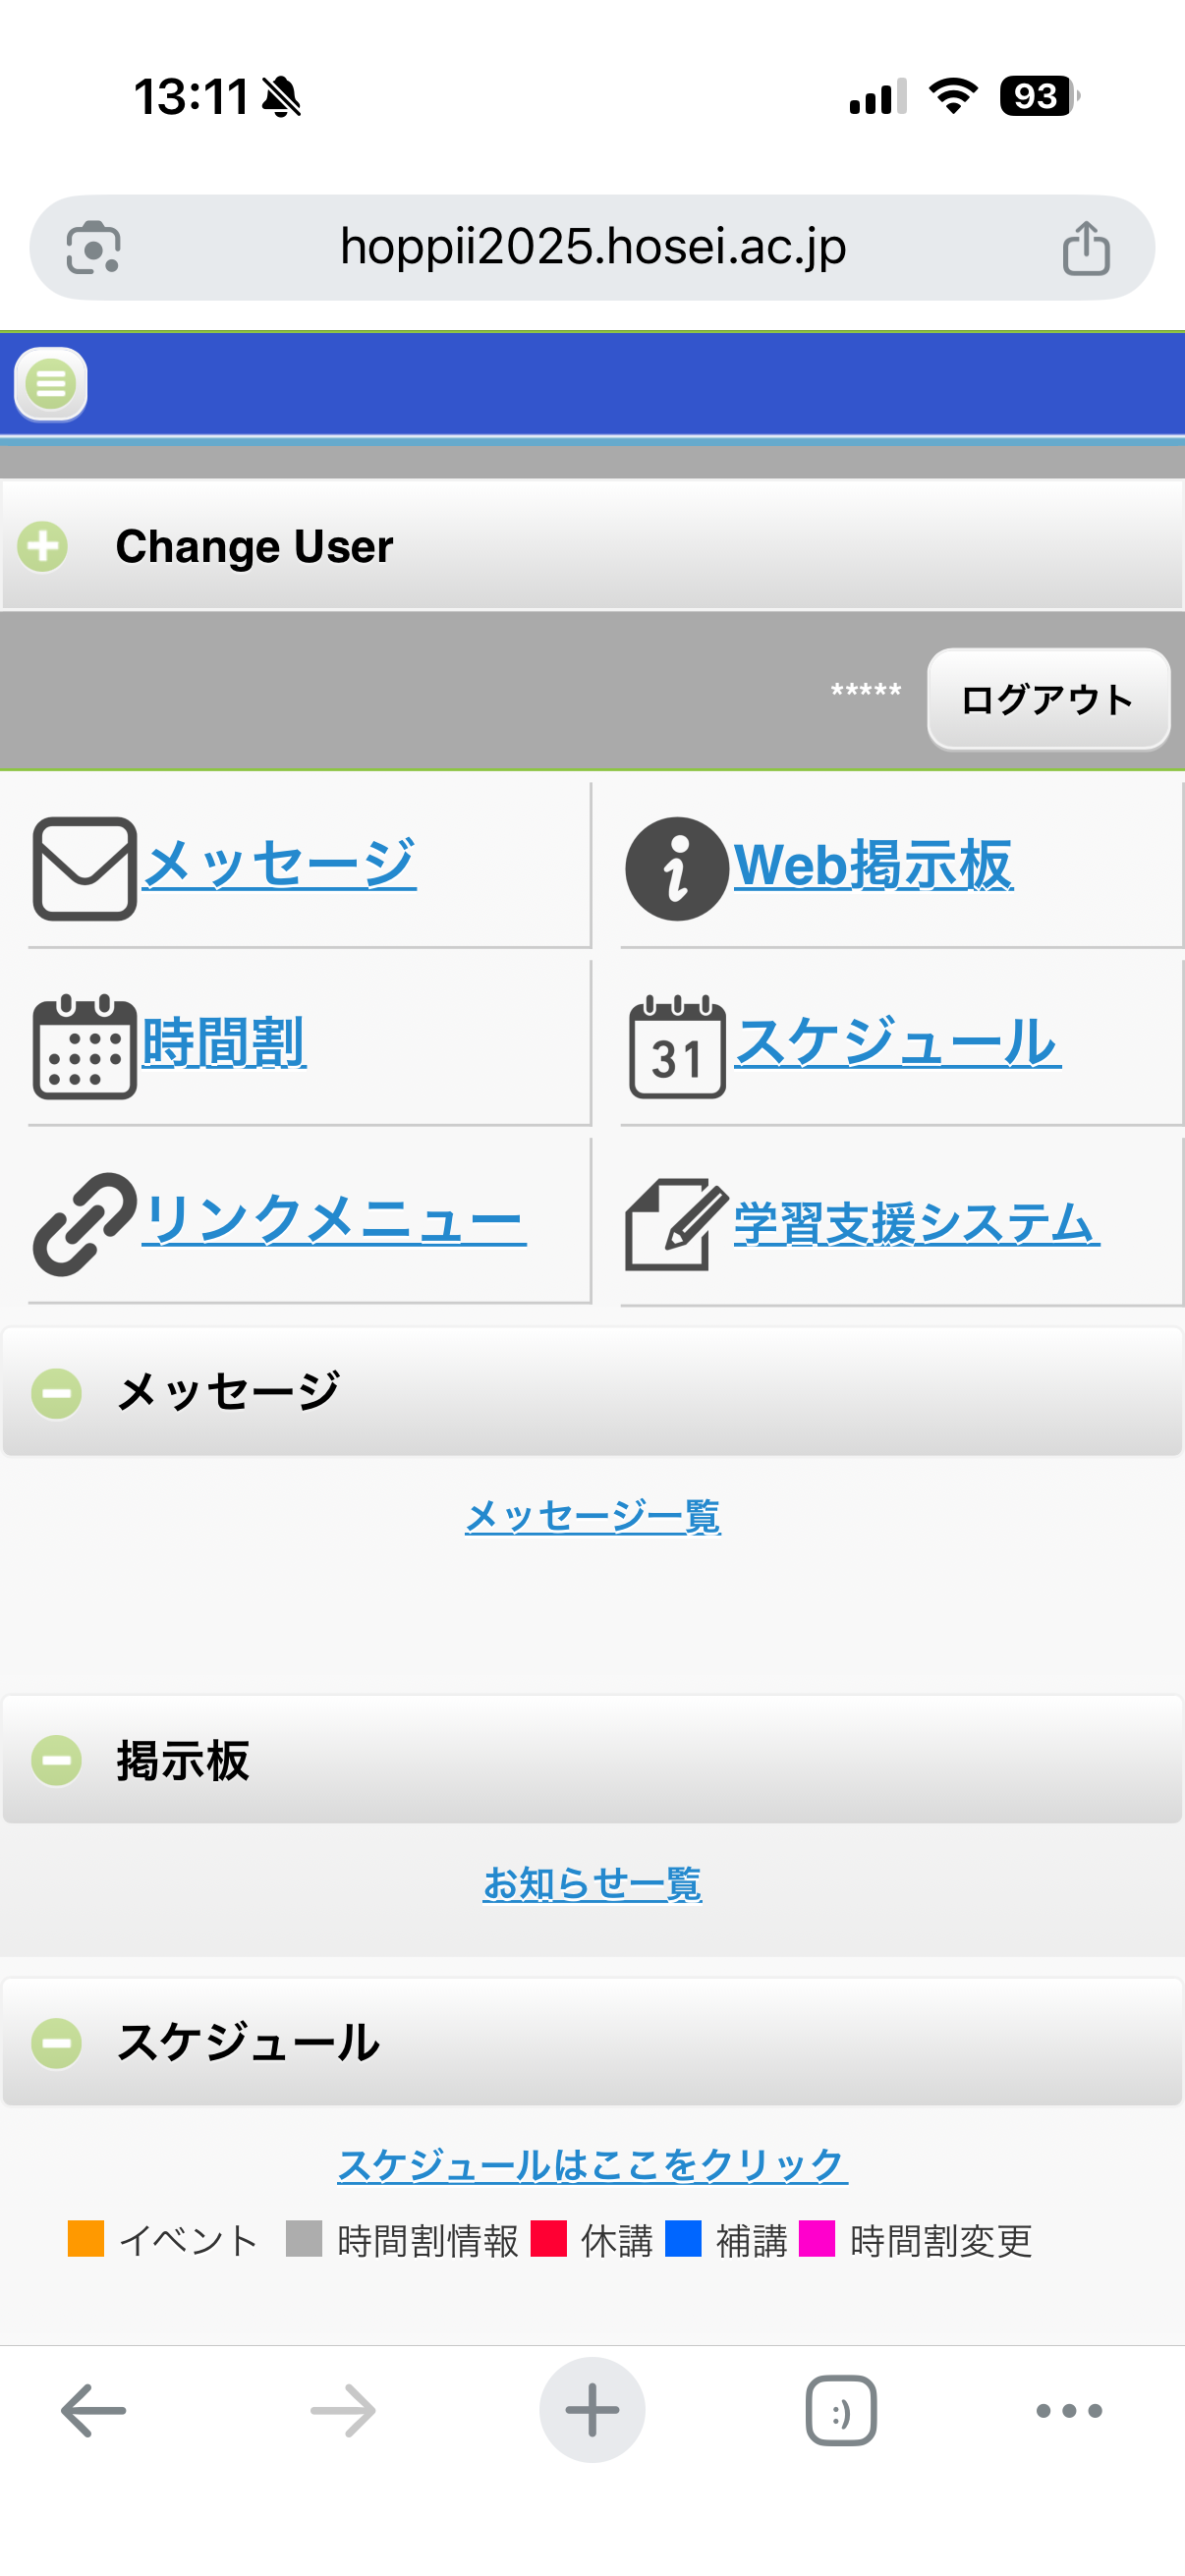 13:11
93
hoppii2025.hosei.ac.jp
Change User
***** ログアウト
メッセージ Web掲示板
時間割 31 スケジュール
リンクメニュー 学習支援システム
メッセージ
メッセージ一覧
掲示板
お知らせ一覧
スケジュール
スケジュールはここをクリック
イベント 時間割情報 休講 補講 時間割変更
:)